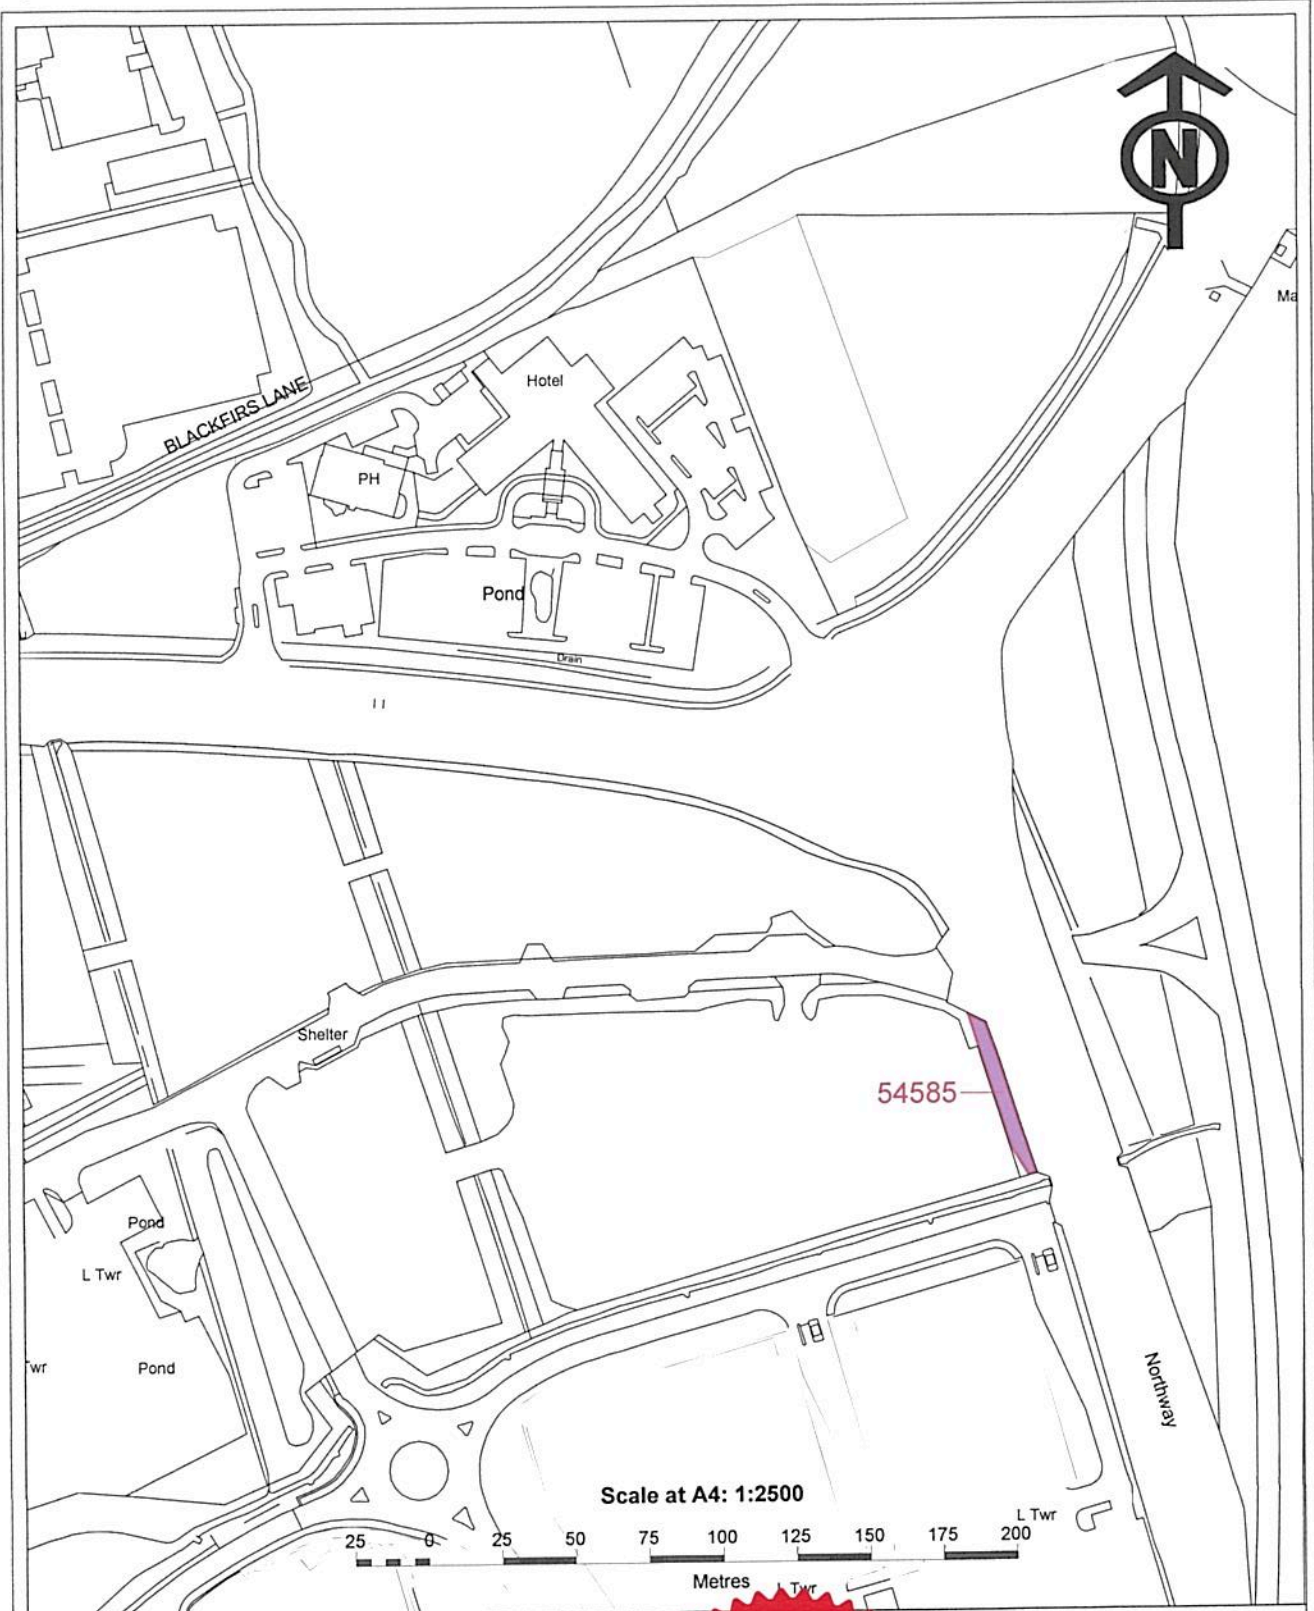 N
Ma
Hotel
BLACKFIRS LANE
PH
Pond
Drain
Shelter
54585
Pond
L Twr
Twr
Pond
Northway
Scale at A4: 1:2500
L Twr
25 0 25 50 75 100 125 150 175 200
Metres
L Twr